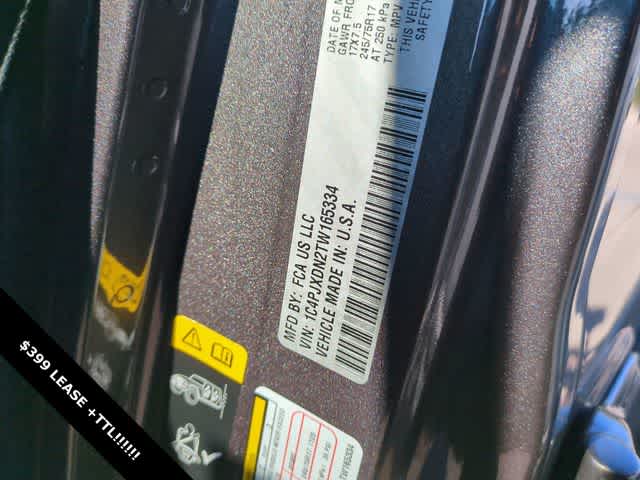 DATE OF M
GAWR FRO
17X7.5
245/75R17
AT 250 kPa
TYPE: MPV
THIS VEH
SAFETY
MFD BY: FCA US LLC
VIN: 1C4PJXDN2TW165334
VEHICLE MADE IN: U.S.A.
$399 LEASE +TTL!!!!!!